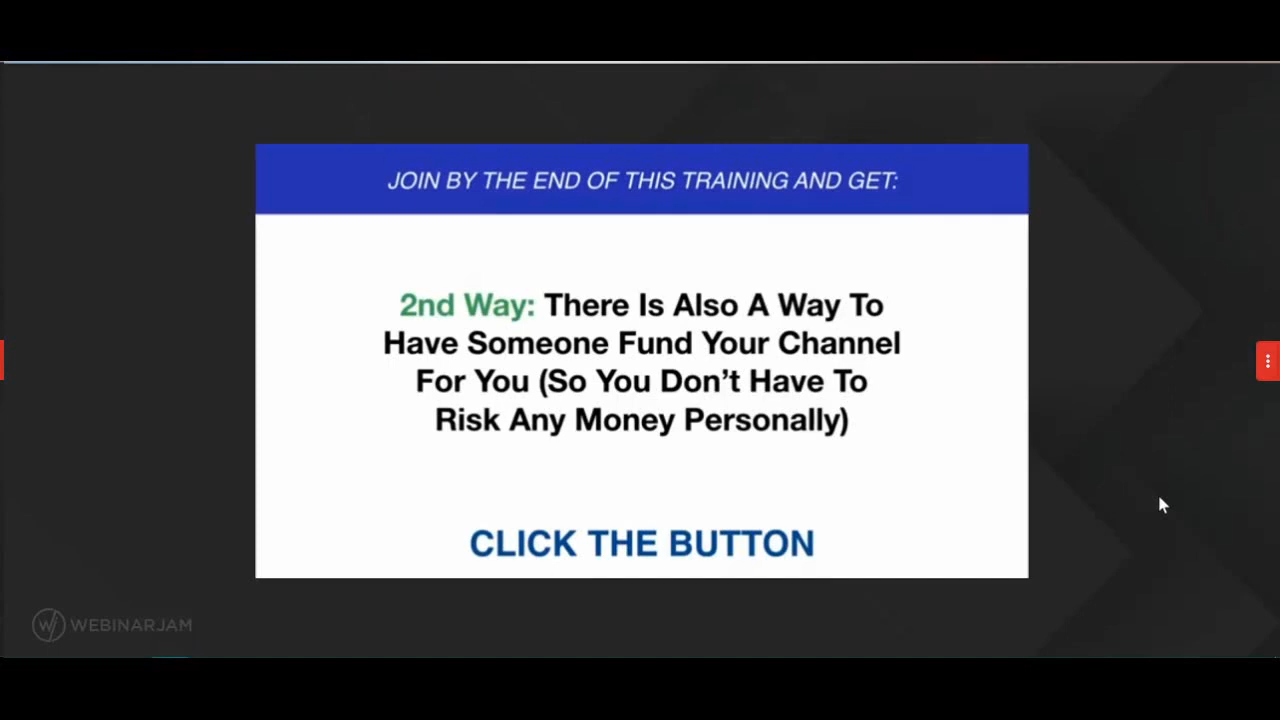 JOIN BY THE END OF THIS TRAINING AND GET:
2nd Way: There Is Also A Way To
Have Someone Fund Your Channel
For You (So You Don’t Have To
Risk Any Money Personally)
CLICK THE BUTTON
WEBINARJAM